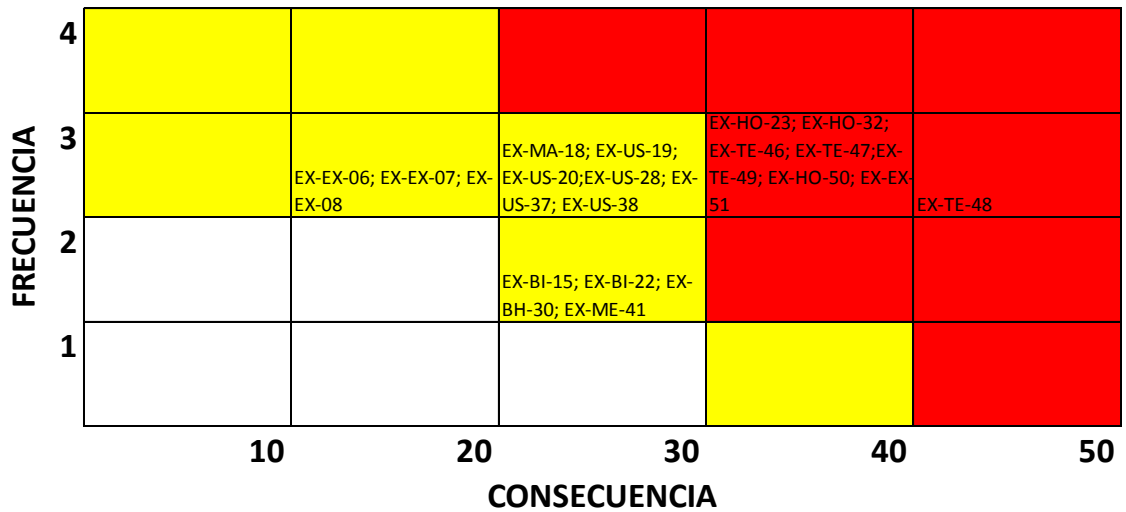 4
FRECUENCIA
3
EX-EX-06; EX-EX-07; EX-
EX-08
EX-MA-18; EX-US-19;
EX-US-20;EX-US-28; EX-
US-37; EX-US-38
EX-HO-23; EX-HO-32;
EX-TE-46; EX-TE-47;EX-
TE-49; EX-HO-50; EX-EX-
51
EX-TE-48
2
EX-BI-15; EX-BI-22; EX-
BH-30; EX-ME-41
1
10 20 30 40 50
CONSECUENCIA